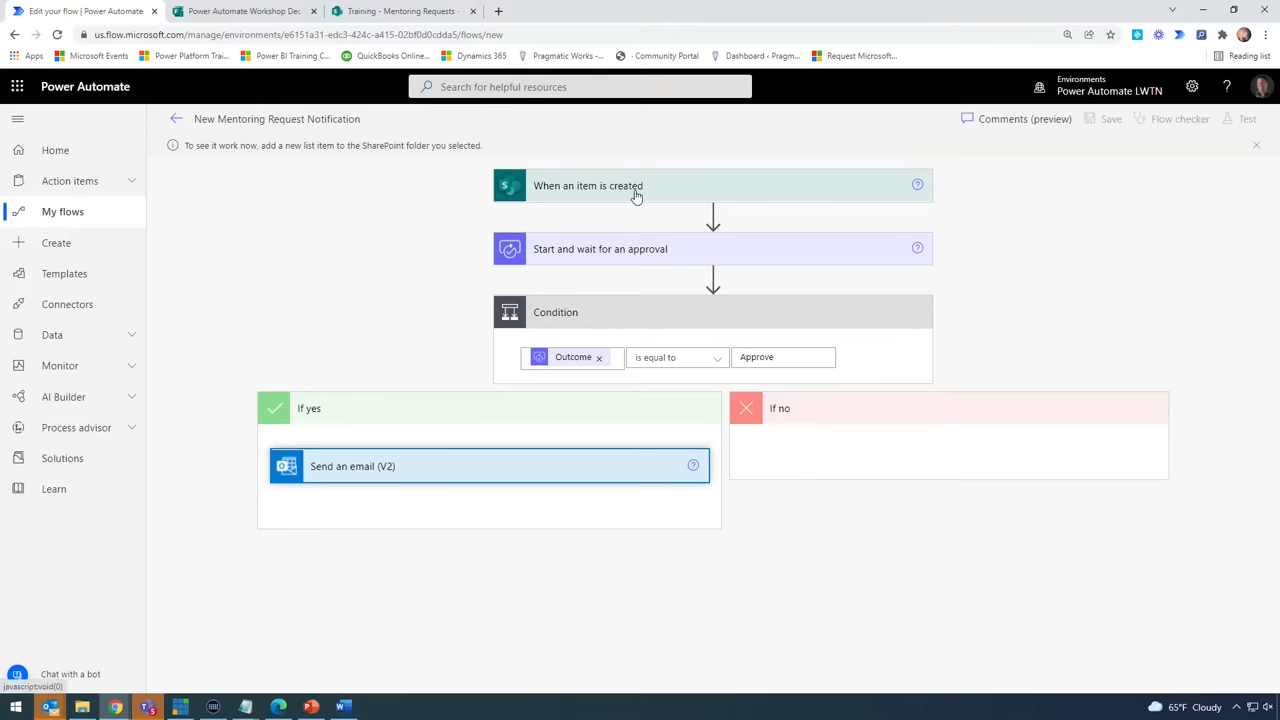 Edit your flow | Power Automate
Power Automate Workshop Dec
Training - Mentoring Requests -
us.flow.microsoft.com/manage/environments/e6151a31-edc3-424c-a415-02bf0d0cdda5/flows/new
Apps
Microsoft Events
Power Platform Trai...
Power BI Training C...
QuickBooks Onlin...
Dynamics 365
Pragmatic Works -...
· Community Portal
Dashboard ‹ Pragm...
Request Microsoft...
Reading list
Power Automate
Search for helpful resources
Environments
Power Automate LWTN
New Mentoring Request Notification
Comments (preview)
Save
Flow checker
Test
To see it work now, add a new list item to the SharePoint folder you selected.
Home
Action items
My flows
Create
Templates
Connectors
Data
Monitor
AI Builder
Process advisor
Solutions
Learn
When an item is created
Start and wait for an approval
Condition
Outcome
is equal to
Approve
If yes
If no
Send an email (V2)
Chat with a bot
javascript:void(0)
65°F Cloudy